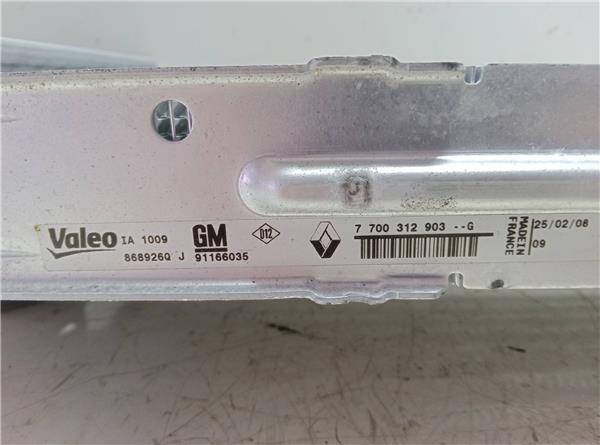 Valeo IA 1009
868926Q J
GM
91166035
D12
7 700 312 903 --G
MADE IN
FRANCE
25/02/08
09